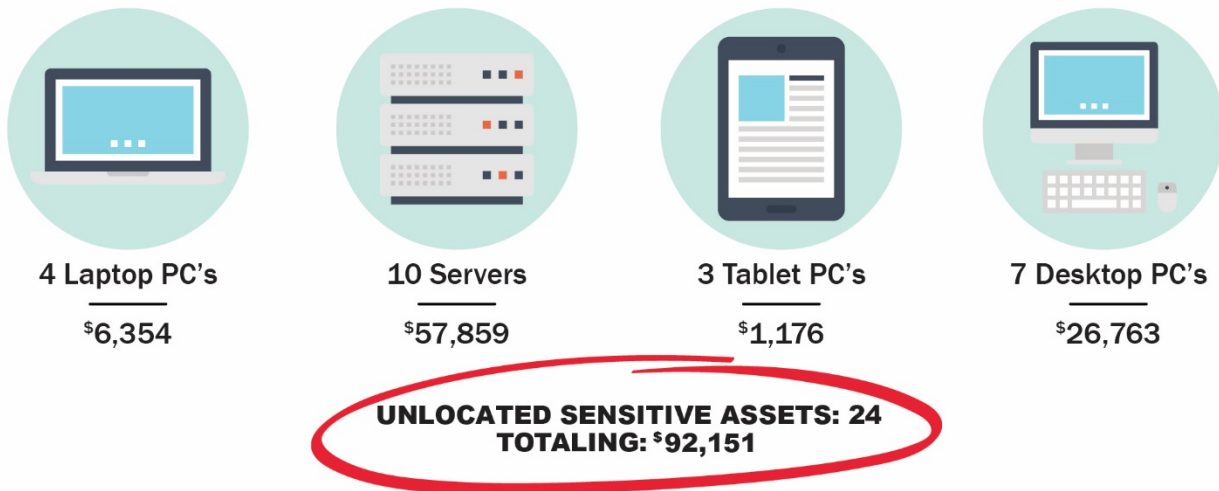 4 Laptop PC’s
$6,354
10 Servers
$57,859
3 Tablet PC’s
$1,176
7 Desktop PC’s
$26,763
UNLOCATED SENSITIVE ASSETS: 24
TOTALING: $92,151